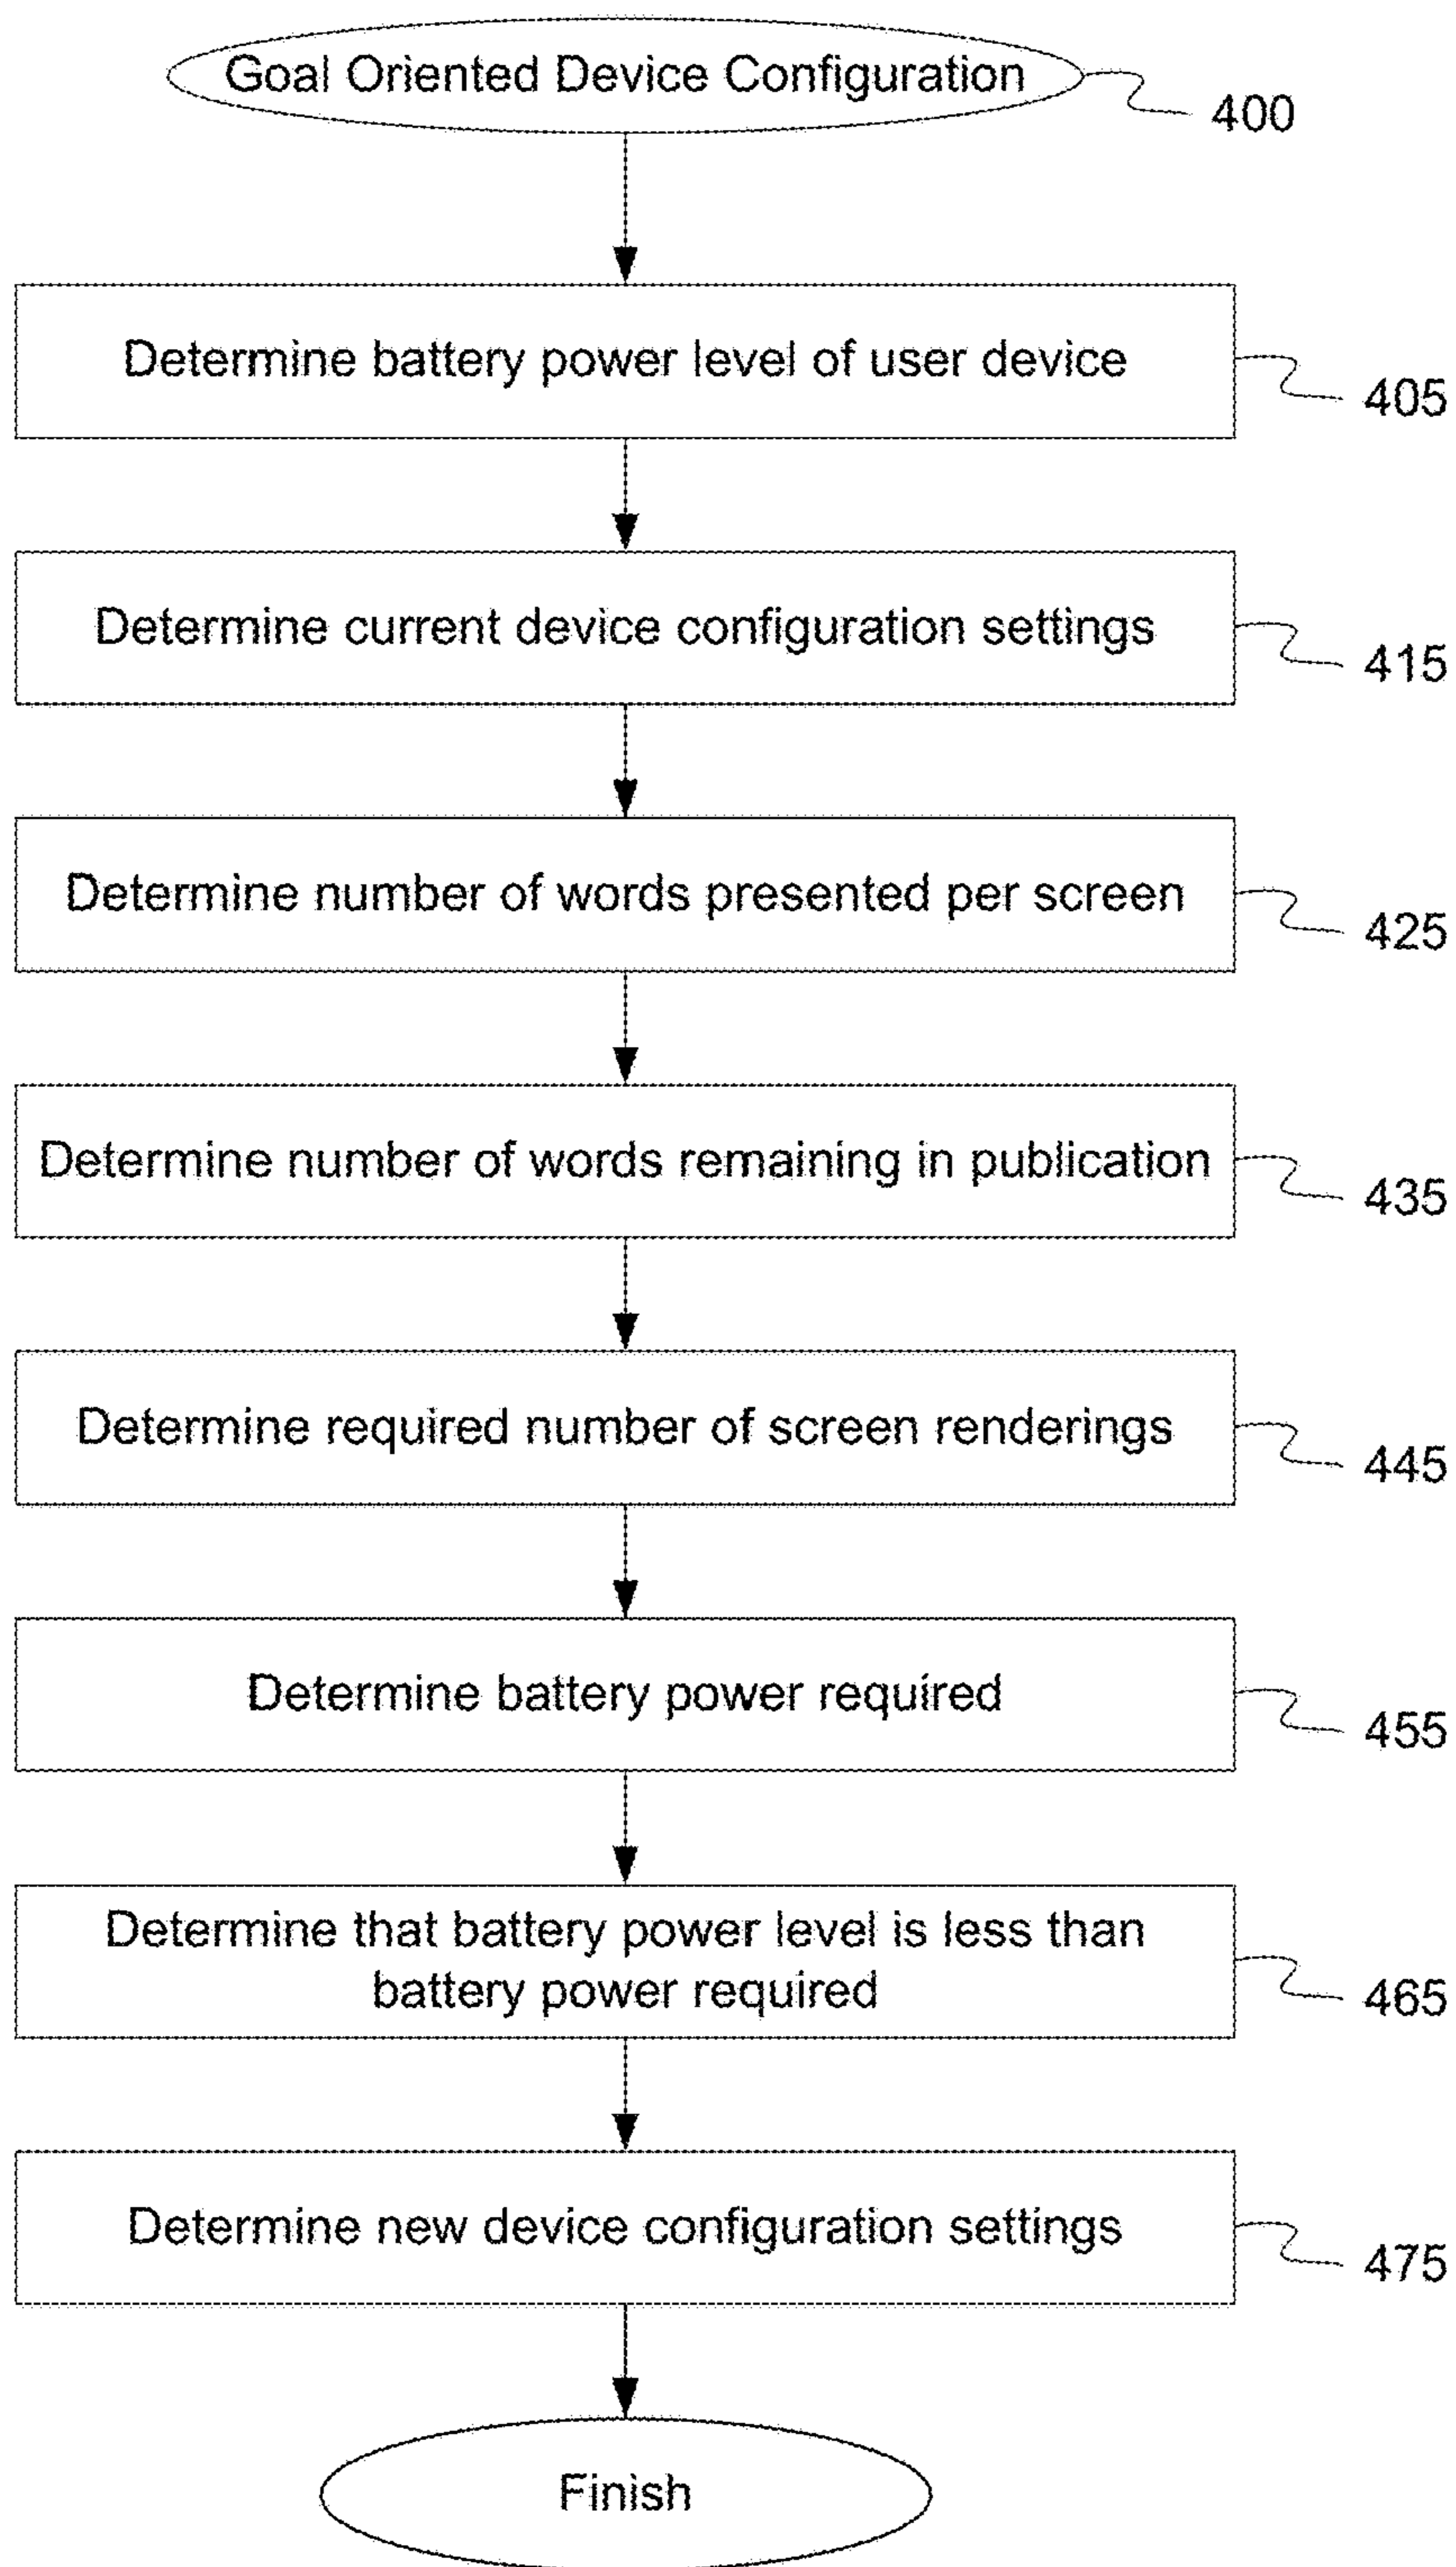 Goal Oriented Device Configuration
400
Determine battery power level of user device
405
Determine current device configuration settings
415
Determine number of words presented per screen
425
Determine number of words remaining in publication
435
Determine required number of screen renderings
445
Determine battery power required
455
Determine that battery power level is less than
battery power required
465
Determine new device configuration settings
475
Finish